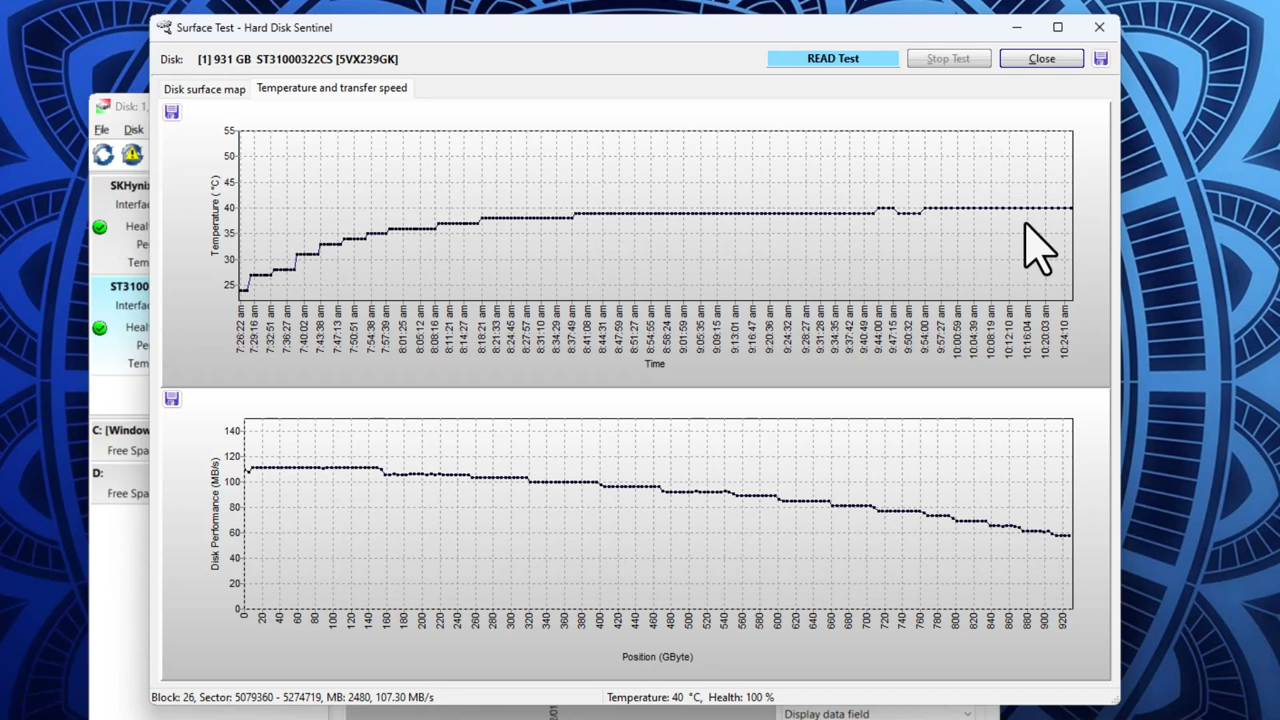 Surface Test - Hard Disk Sentinel
Disk: [1] 931 GB ST31000322CS [5VX239GK]
READ Test
Stop Test
Close
Disk surface map
Temperature and transfer speed
Disk: 1,
File Disk
SKHynix
Interfac
Heal
Pe
Tem
ST3100
Interfac
Healt
Pe
Tem
C: [Window
Free Spa
D:
Free Spa
Temperature ( °C)
55
50
45
40
35
30
25
7:26:22 am 7:29:16 am 7:32:51 am 7:36:27 am 7:40:02 am 7:43:38 am 7:47:13 am 7:50:51 am 7:54:38 am 7:57:39 am 8:01:25 am 8:05:12 am 8:08:16 am 8:11:21 am 8:14:27 am 8:18:21 am 8:21:33 am 8:24:45 am 8:27:57 am 8:31:10 am 8:34:29 am 8:37:49 am 8:41:10 am 8:44:31 am 8:47:59 am 8:51:27 am 8:54:55 am 8:58:24 am 9:01:59 am 9:05:35 am 9:09:15 am 9:13:01 am 9:16:47 am 9:20:36 am 9:24:32 am 9:28:31 am 9:34:35 am 9:37:42 am 9:40:49 am 9:44:00 am 9:47:15 am 9:50:32 am 9:54:00 am 9:57:27 am 10:00:59 am 10:04:39 am 10:08:19 am 10:12:10 am 10:16:04 am 10:20:03 am 10:24:10 am
Time
Disk Performance (MB/s)
140
120
100
80
60
40
20
0
0 20 40 60 80 100 120 140 160 180 200 220 240 260 280 300 320 340 360 380 400 420 440 460 480 500 520 540 560 580 600 620 640 660 680 700 720 740 760 780 800 820 840 860 880 900 920
Position (GByte)
Block: 26, Sector: 5079360 - 5274719, MB: 2480, 107.30 MB/s
Temperature: 40 °C, Health: 100 %
Display data field